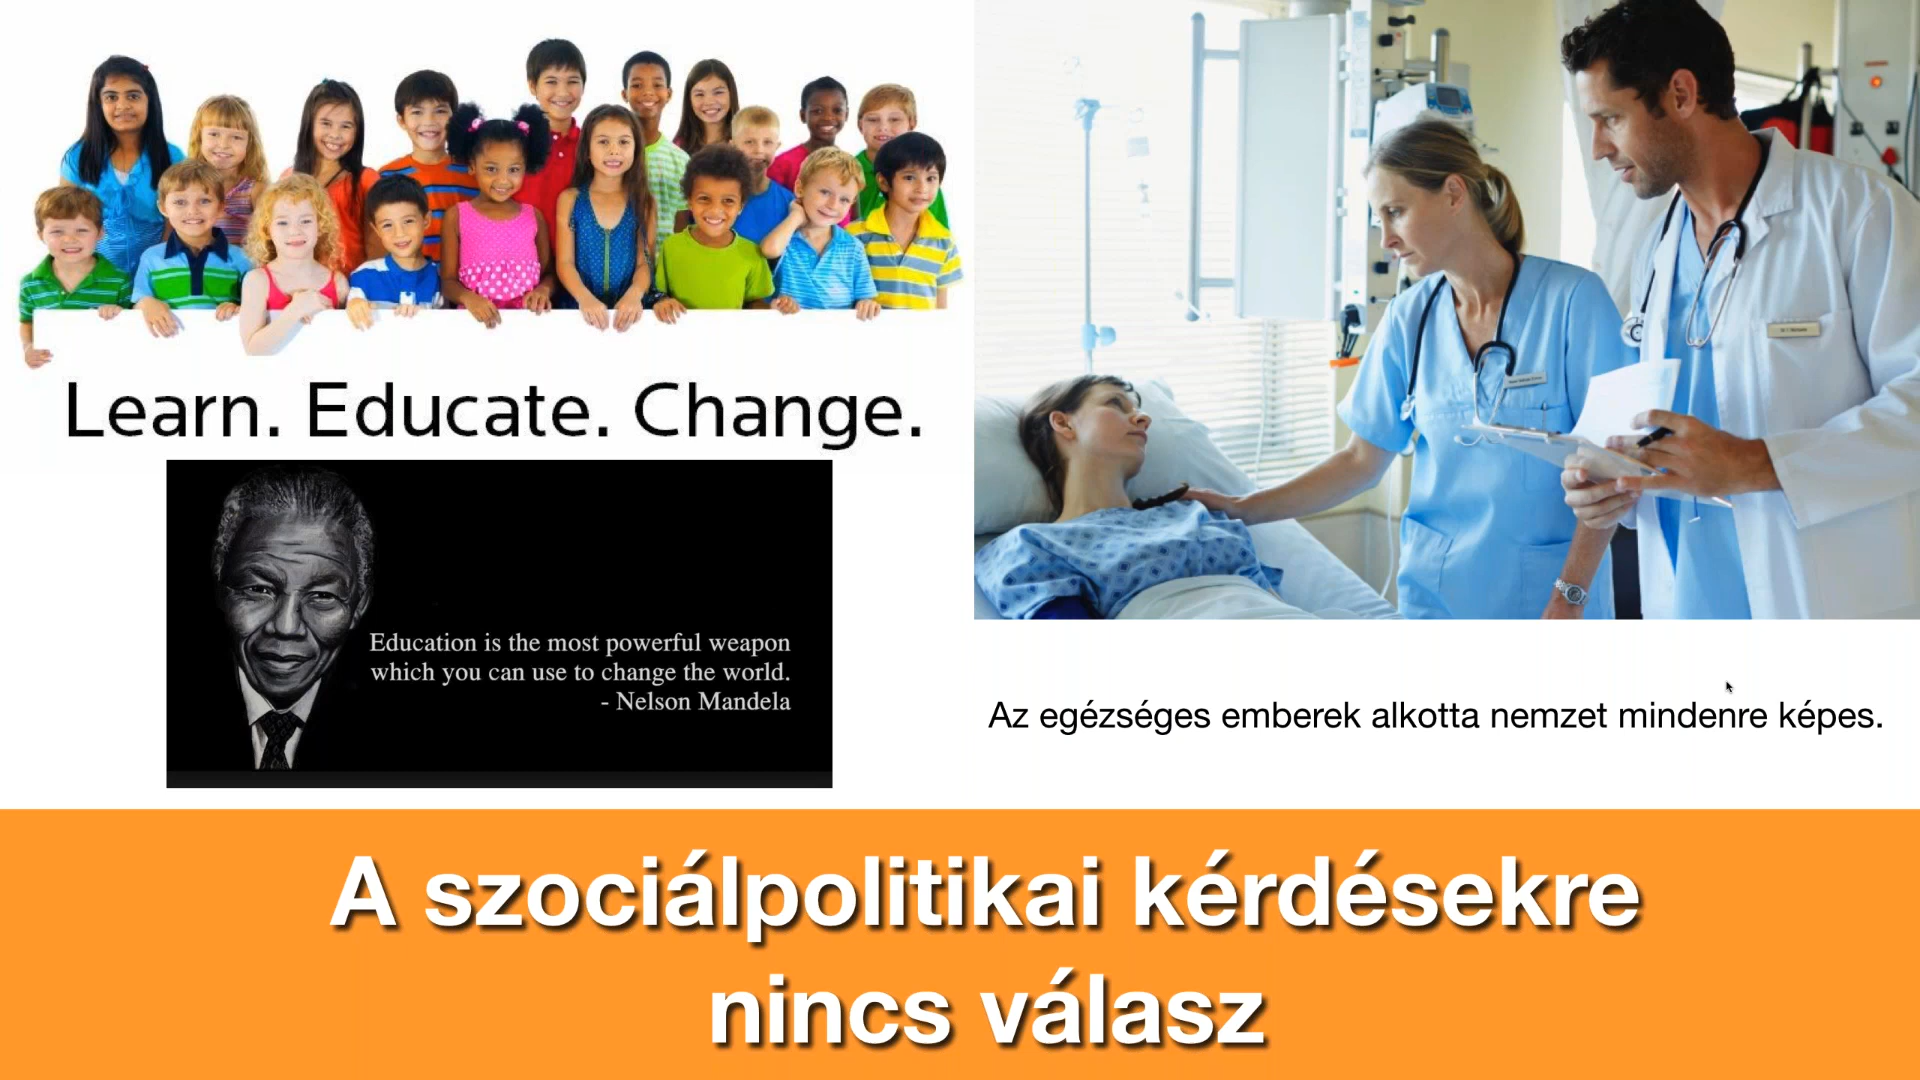 Learn. Educate. Change.
Education is the most powerful weapon
which you can use to change the world.
- Nelson Mandela
Az egézséges emberek alkotta nemzet mindenre képes.
A szociálpolitikai kérdésekre
nincs válasz